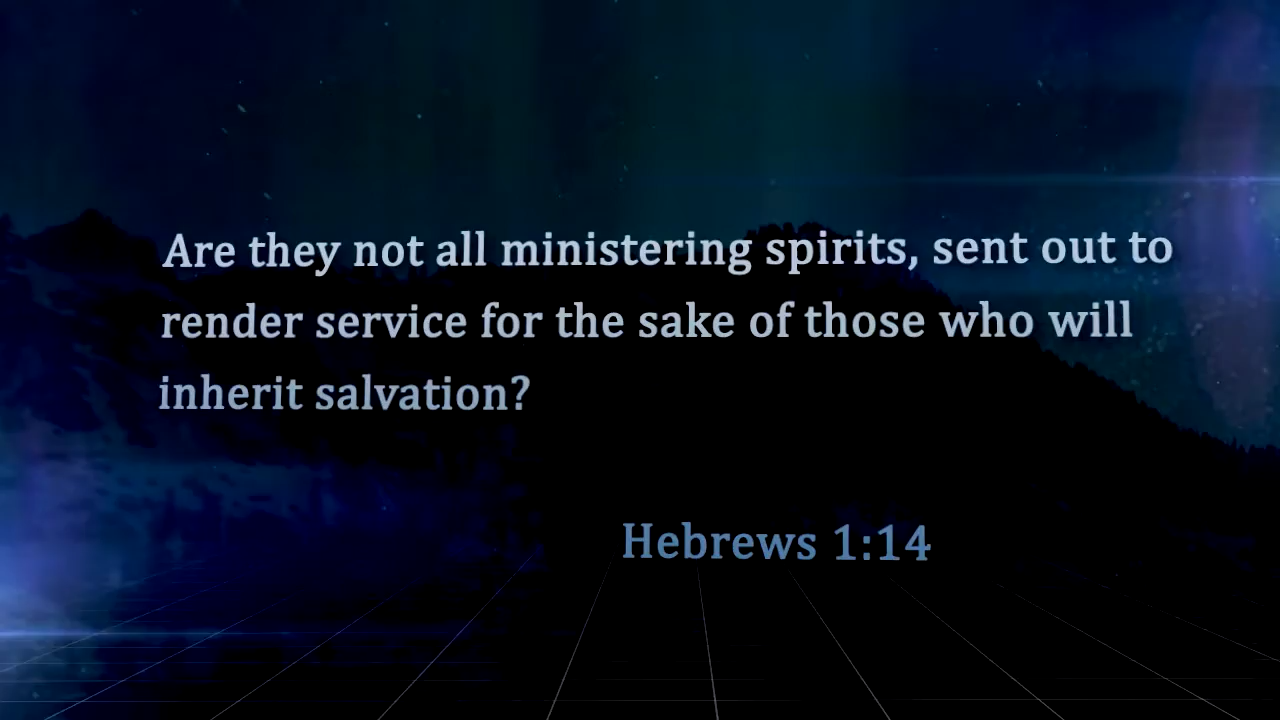 Are they not all ministering spirits, sent out to
render service for the sake of those who will
inherit salvation?
Hebrews 1:14